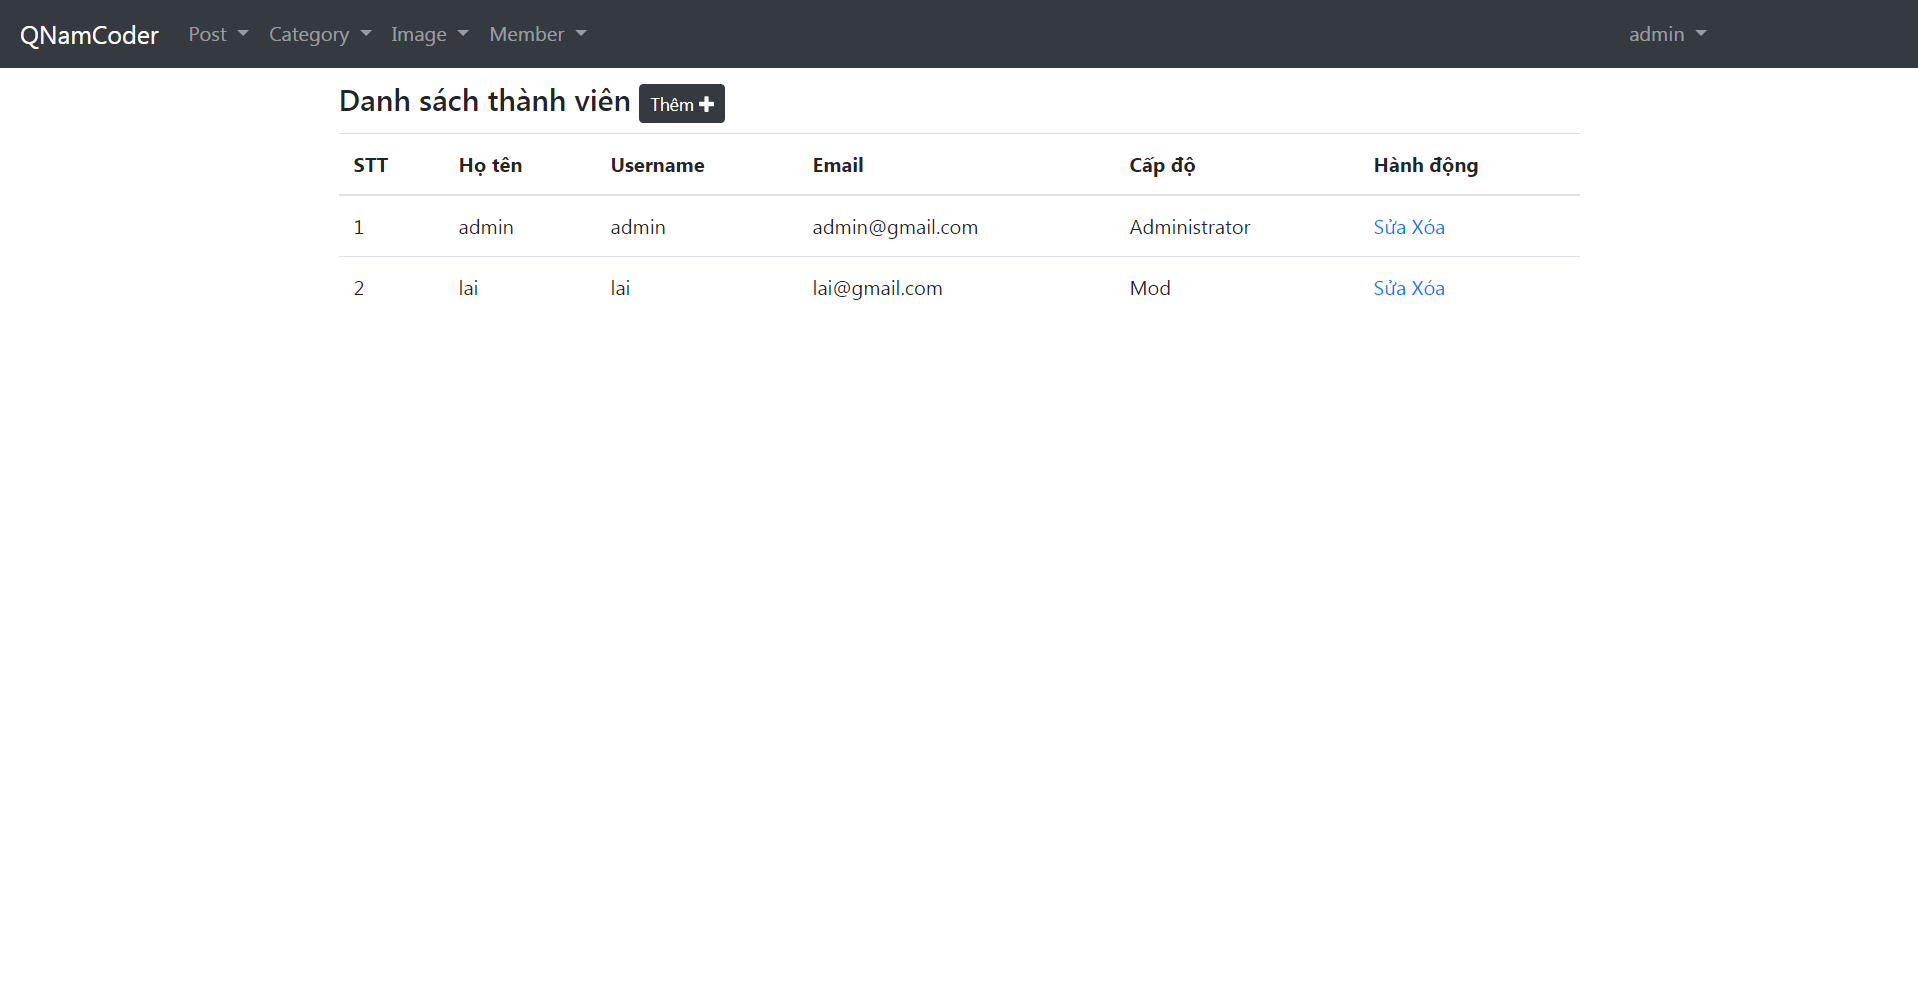 QNamCoder Post Category Image Member admin
Danh sách thành viên Thêm
STT Họ tên Username Email Cấp độ Hành động
1 admin admin admin@gmail.com Administrator Sửa Xóa
2 lai lai lai@gmail.com Mod Sửa Xóa